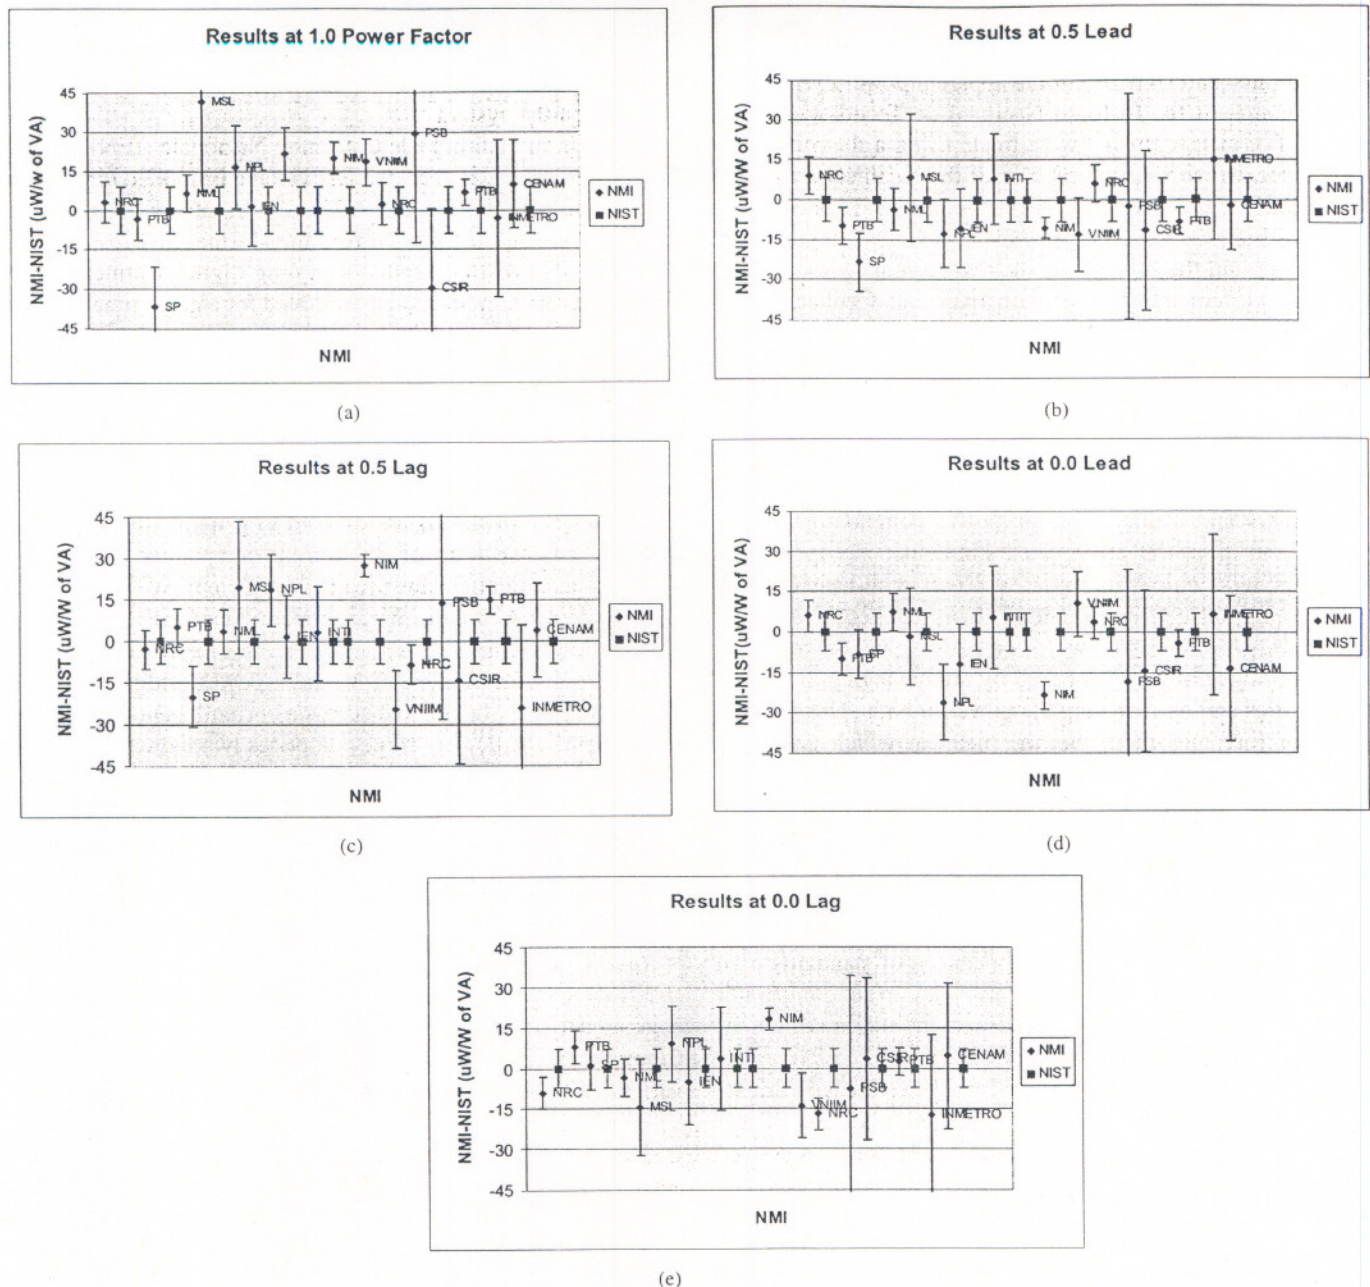 Results at 1.0 Power Factor
NMI-NIST (uW/w of VA)
45
30
15
0
-15
-30
-45
NRC
PTB
SP
NML
MSL
NPL
IEN
NIM
VNIIM
NRC
PSB
CSIR
PTB
INMETRO
CENAM
NMI
NMI
NIST
(a)
Results at 0.5 Lead
NMI-NIST (uW/W of VA)
45
30
15
0
-15
-30
-45
NRC
PTB
SP
NML
MSL
NPL
IEN
INTI
NIM
VNIIM
NRC
PSB
CSIR
PTB
INMETRO
CENAM
NMI
NMI
NIST
(b)
Results at 0.5 Lag
NMI-NIST (uW/W of VA)
45
30
15
0
-15
-30
-45
NRC
PTB
SP
NML
MSL
NPL
IEN
INTI
NIM
VNIIM
NRC
PSB
CSIR
PTB
INMETRO
CENAM
NMI
NMI
NIST
(c)
Results at 0.0 Lead
NMI-NIST(uW/W of VA)
45
30
15
0
-15
-30
-45
NRC
PTB
SP
NML
MSL
NPL
IEN
INTI
NIM
VNIIM
NRC
PSB
CSIR
PTB
INMETRO
CENAM
NMI
NMI
NIST
(d)
Results at 0.0 Lag
NMI-NIST (uW/W of VA)
45
30
15
0
-15
-30
-45
NRC
PTB
SP
NML
MSL
NPL
IEN
INTI
NIM
VNIIM
NRC
PSB
CSIR
PTB
INMETRO
CENAM
NMI
NMI
NIST
(e)